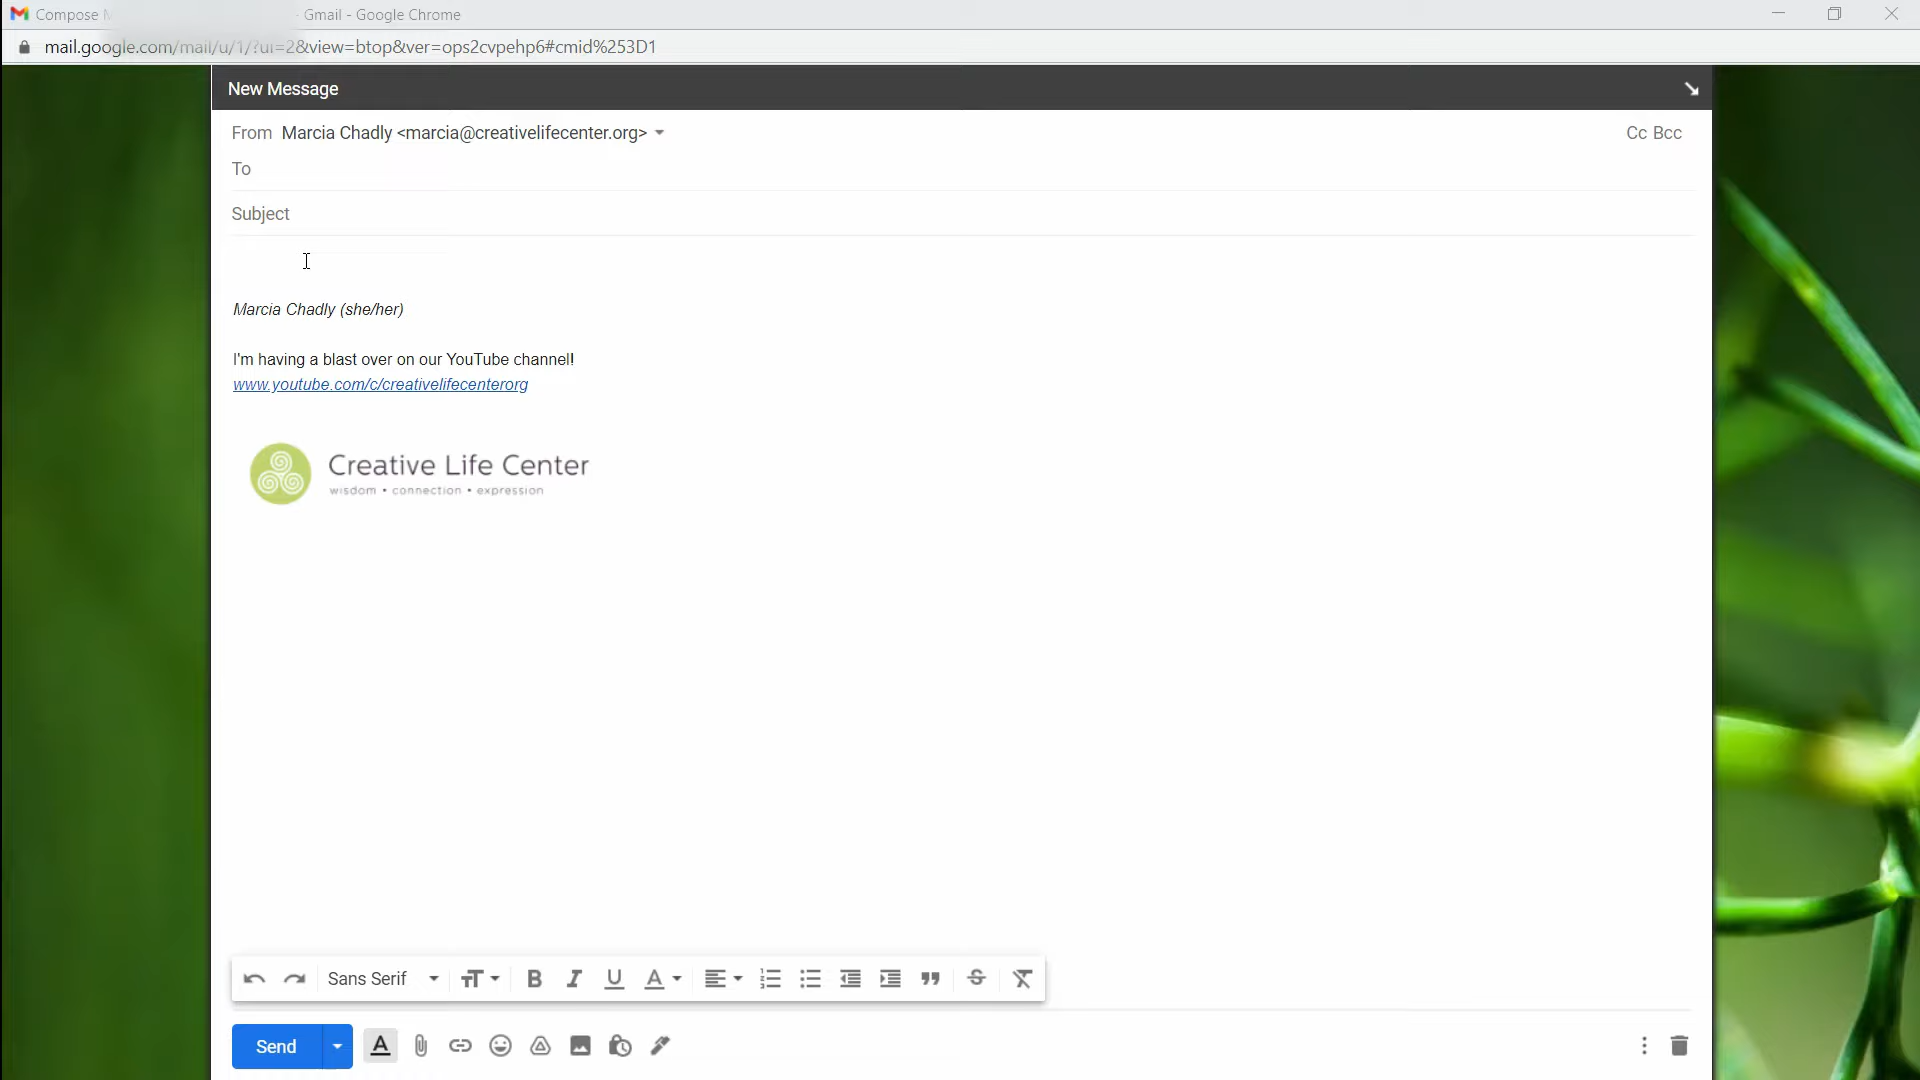 Compose - Gmail - Google Chrome
mail.google.com/mail/u/1/?ui=2&view=btop&ver=ops2cvpehp6#cmid%253D1
New Message
From Marcia Chadly <marcia@creativelifecenter.org> Cc Bcc
To
Subject
Marcia Chadly (she/her)
I'm having a blast over on our YouTube channel!
www.youtube.com/c/creativelifecenterorg
Creative Life Center
wisdom • connection • expression
Sans Serif
Send